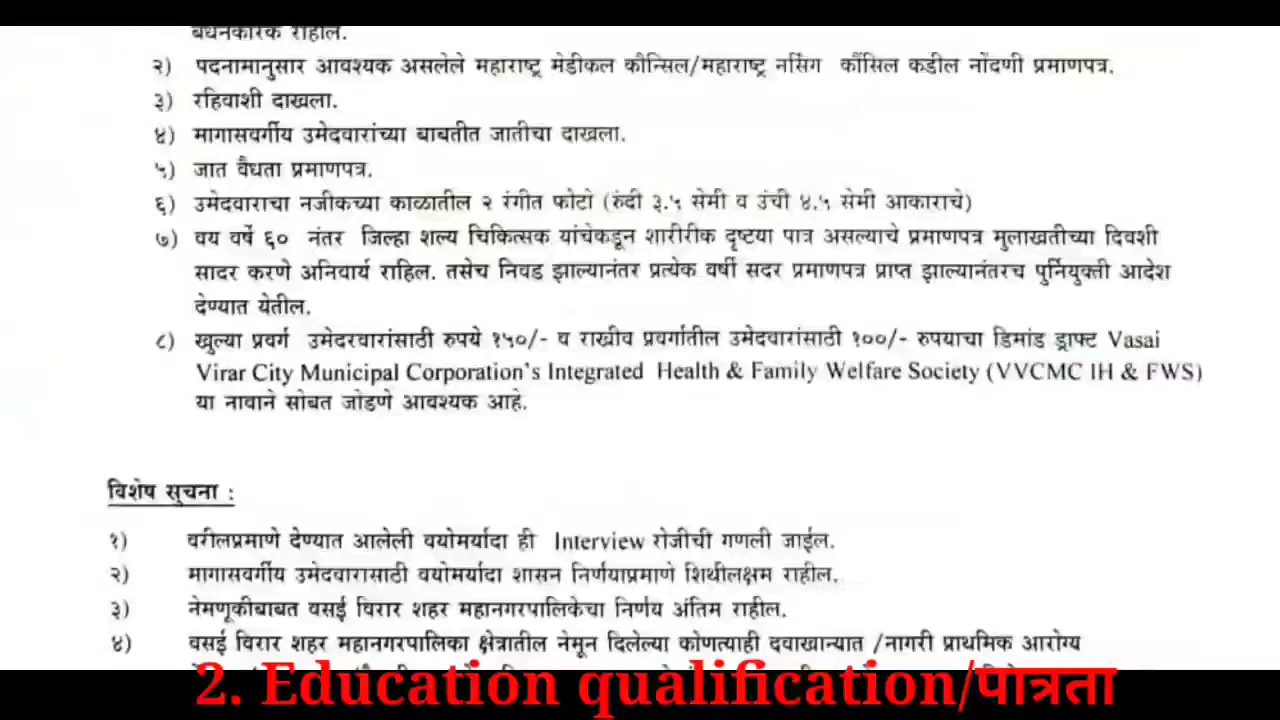 बंधनकारक राहील.
२) पदनामानुसार आवश्यक असलेले महाराष्ट्र मेडीकल कौन्सिल/महाराष्ट्र नर्सिंग कौंसिल कडील नोंदणी प्रमाणपत्र.
३) रहिवाशी दाखला.
४) मागासवर्गीय उमेदवारांच्या बाबतीत जातीचा दाखला.
५) जात वैधता प्रमाणपत्र.
६) उमेदवाराचा नजीकच्या काळातील २ रंगीत फोटो (रुंदी ३.५ सेमी व उंची ४.५ सेमी आकाराचे)
७) वय वर्षे ६० नंतर जिल्हा शल्य चिकित्सक यांचेकडून शारीरीक दृष्टया पात्र असल्याचे प्रमाणपत्र मुलाखतीच्या दिवशी
सादर करणे अनिवार्य राहिल. तसेच निवड झाल्यानंतर प्रत्येक वर्षी सदर प्रमाणपत्र प्राप्त झाल्यानंतरच पुर्नियुक्ती आदेश
देण्यात येतील.
८) खुल्या प्रवर्ग उमेदरवारांसाठी रुपये १५०/- व राखीव प्रवर्गातील उमेदवारांसाठी १००/- रुपयाचा डिमांड ड्राफ्ट Vasai
Virar City Municipal Corporation's Integrated Health & Family Welfare Society (VVCMC IH & FWS)
या नावाने सोबत जोडणे आवश्यक आहे.
विशेष सुचना :
१) वरीलप्रमाणे देण्यात आलेली वयोमर्यादा ही Interview रोजीची गणली जाईल.
२) मागासवर्गीय उमेदवारासाठी वयोमर्यादा शासन निर्णयाप्रमाणे शिथीलक्षम राहील.
३) नेमणूकीबाबत वसई विरार शहर महानगरपालिकेचा निर्णय अंतिम राहील.
४) वसई विरार शहर महानगरपालिका क्षेत्रातील नेमून दिलेल्या कोणत्याही दवाखान्यात /नागरी प्राथमिक आरोग्य
2. Education qualification/पात्रता